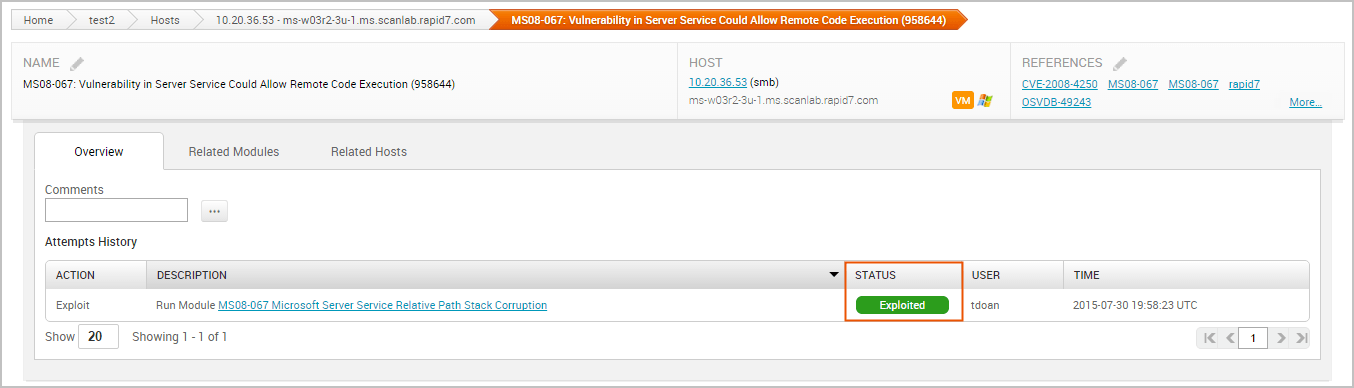 Home test2 Hosts 10.20.36.53 - ms-w03r2-3u-1.ms.scanlab.rapid7.com MS08-067: Vulnerability in Server Service Could Allow Remote Code Execution (958644)
NAME
MS08-067: Vulnerability in Server Service Could Allow Remote Code Execution (958644)
HOST
10.20.36.53 (smb)
ms-w03r2-3u-1.ms.scanlab.rapid7.com
VM
REFERENCES
CVE-2008-4250 MS08-067 MS08-067 rapid7
OSVDB-49243 More...
Overview Related Modules Related Hosts
Comments
...
Attempts History
ACTION DESCRIPTION STATUS USER TIME
Exploit Run Module MS08-067 Microsoft Server Service Relative Path Stack Corruption Exploited tdoan 2015-07-30 19:58:23 UTC
Show 20 Showing 1 - 1 of 1 1